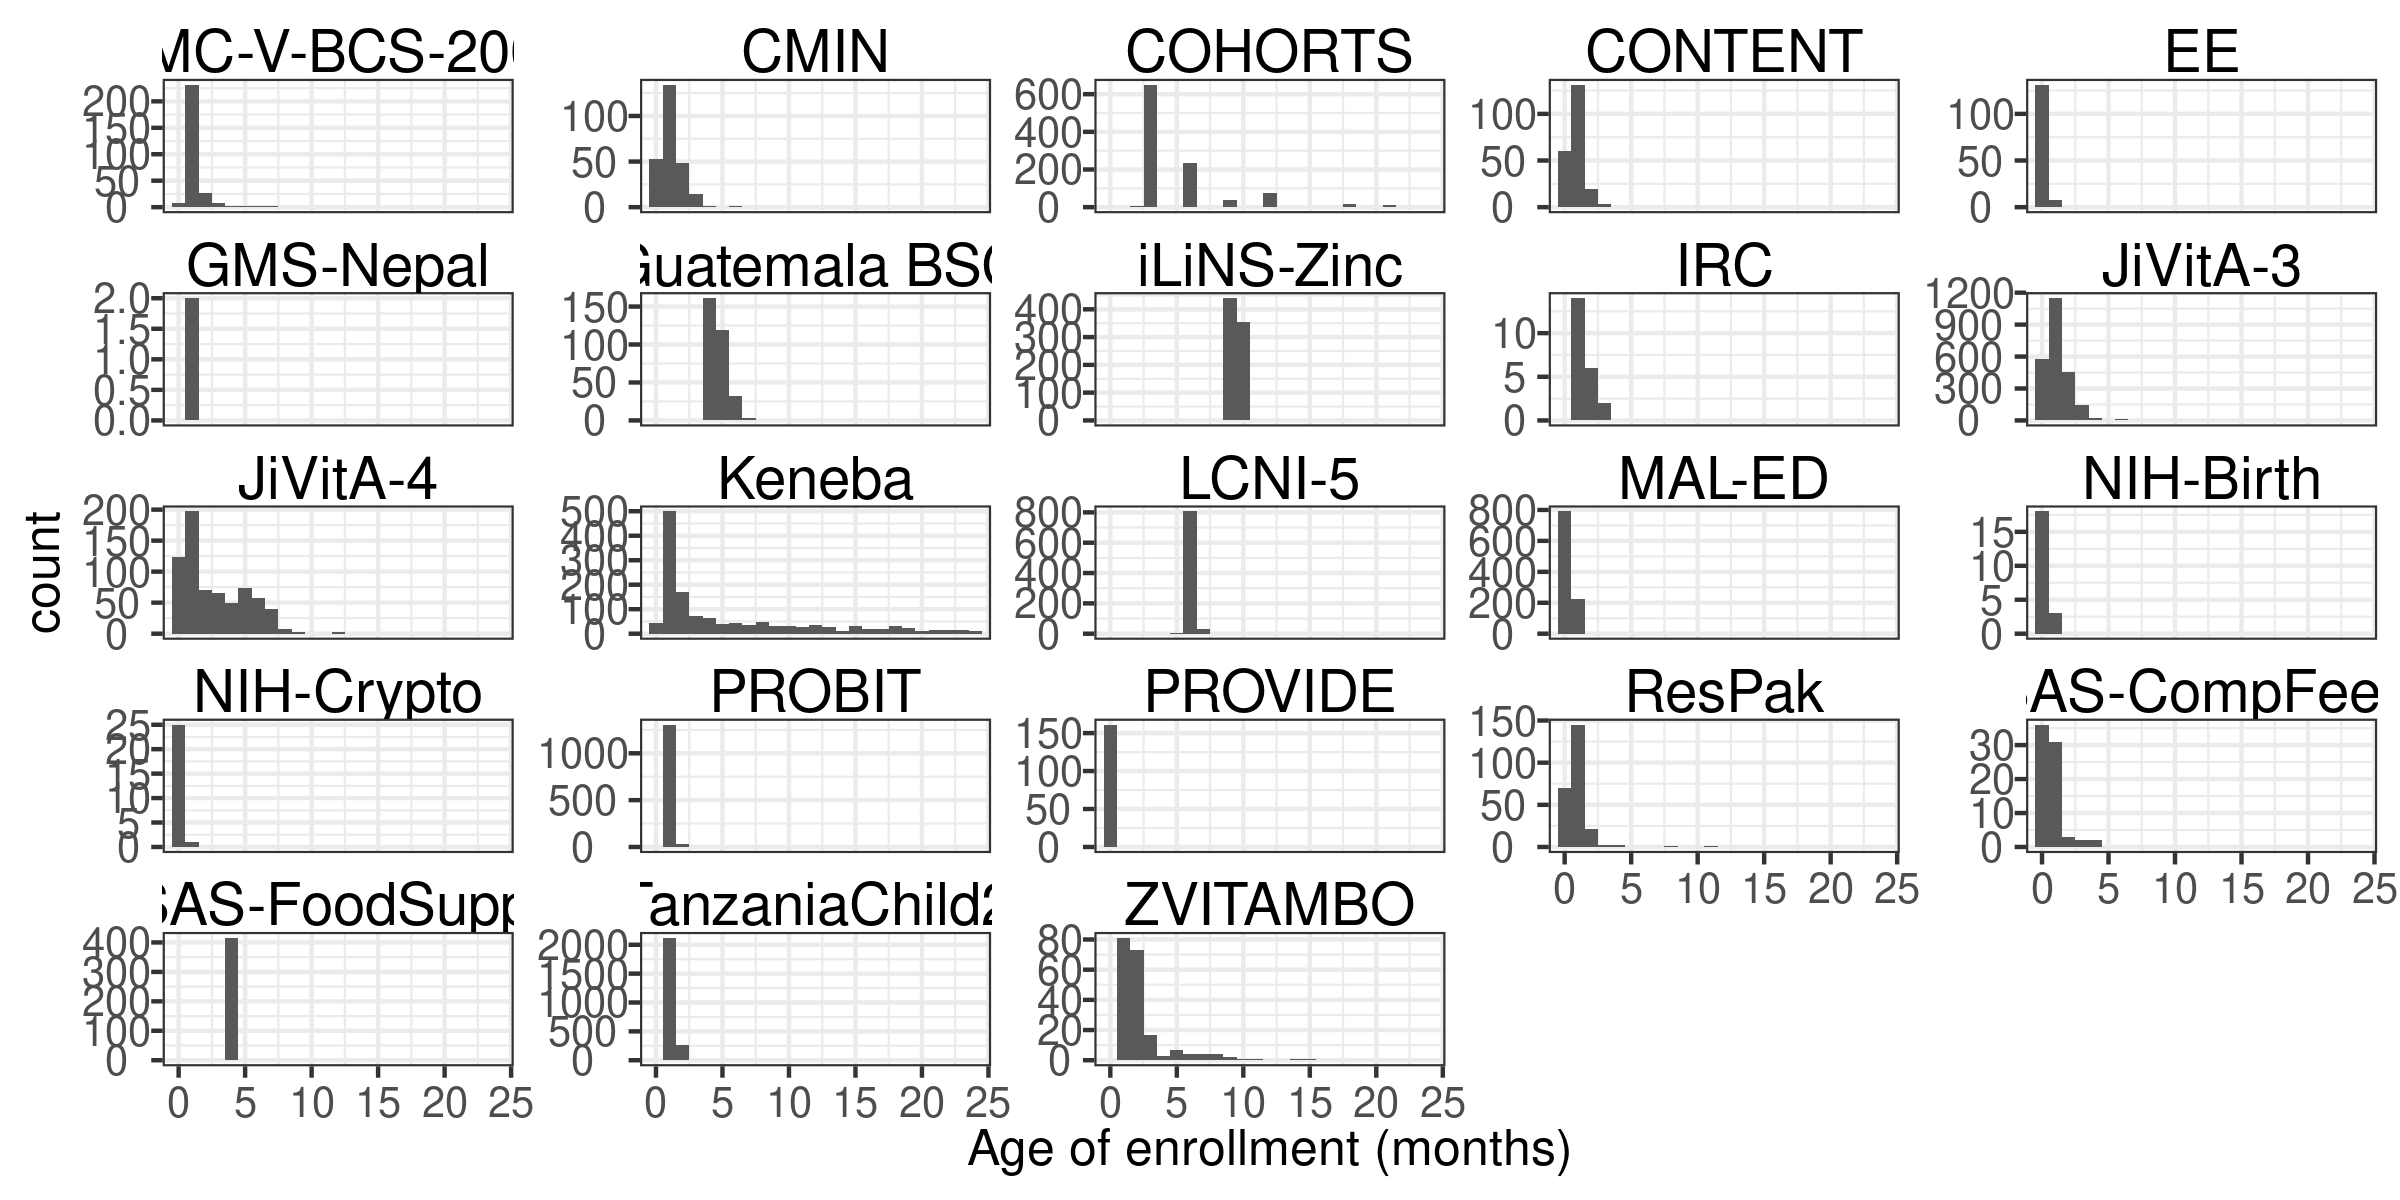 MC-V-BCS-200 CMIN COHORTS CONTENT EE
200 150 100 50 0
100 50 0
600 400 200 0
100 50 0
100 50 0
GMS-Nepal Guatemala BSC iLiNS-Zinc IRC JiVitA-3
2.0 1.5 1.0 0.5 0.0
150 100 50 0
400 300 200 100 0
10 5 0
1200 900 600 300 0
JiVitA-4 Keneba LCNI-5 MAL-ED NIH-Birth
200 150 100 50 0
500 400 300 200 100 0
800 600 400 200 0
800 600 400 200 0
15 10 5 0
NIH-Crypto PROBIT PROVIDE ResPak SAS-CompFee
25 20 15 10 5 0
1000 500 0
150 100 50 0
150 100 50 0
30 20 10 0
0 5 10 15 20 25 0 5 10 15 20 25
SAS-FoodSupp TanzaniaChild2 ZVITAMBO
400 300 200 100 0
2000 1500 1000 500 0
80 60 40 20 0
0 5 10 15 20 25 0 5 10 15 20 25 0 5 10 15 20 25
count
Age of enrollment (months)